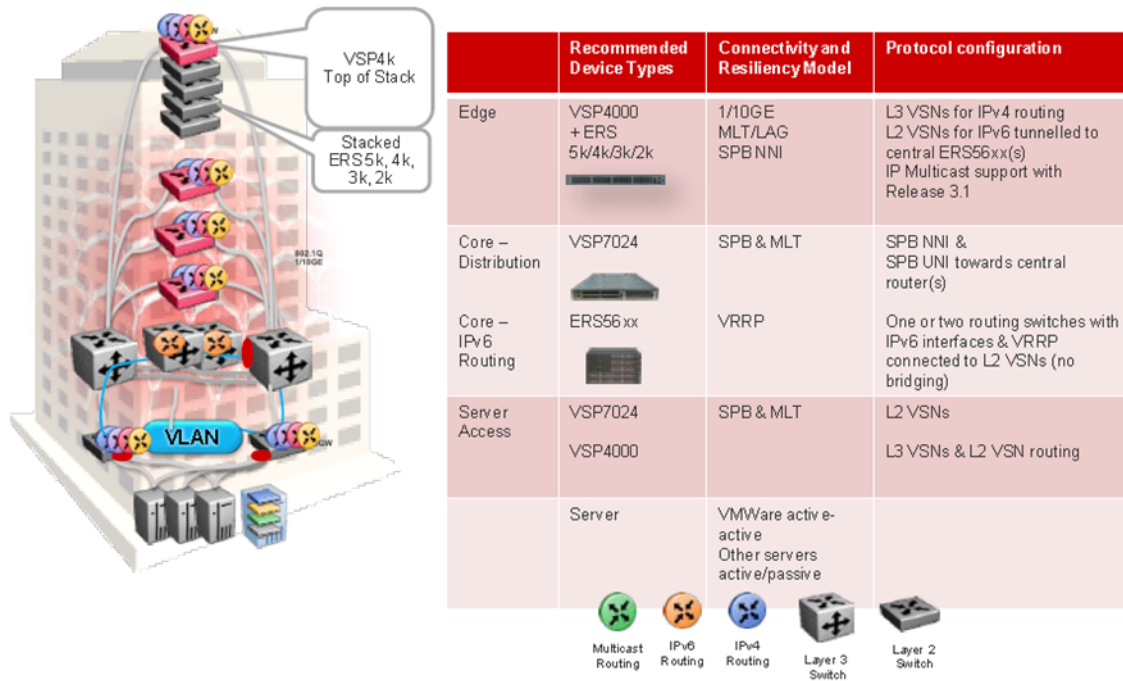 VSP4k
Top of Stack
Stacked
ERS5k, 4k,
3k, 2k
802.1Q
1/10GE
VLAN
Recommended
Device Types
Connectivity and
Resiliency Model
Protocol configuration
Edge
VSP4000
+ ERS
5k/4k/3k/2k
1/10GE
MLT/LAG
SPB NNI
L3 VSNs for IPv4 routing
L2 VSNs for IPv6 tunnelled to
central ERS56xx(s)
IP Multicast support with
Release 3.1
Core –
Distribution
VSP7024
SPB & MLT
SPB NNI &
SPB UNI towards central
router(s)
Core –
IPv6
Routing
ERS56xx
VRRP
One or two routing switches with
IPv6 interfaces & VRRP
connected to L2 VSNs (no
bridging)
Server
Access
VSP7024
SPB & MLT
L2 VSNs
VSP4000
L3 VSNs & L2 VSN routing
Server
VMWare active-
active
Other servers
active/passive
Multicast
Routing
IPv6
Routing
IPv4
Routing
Layer 3
Switch
Layer 2
Switch